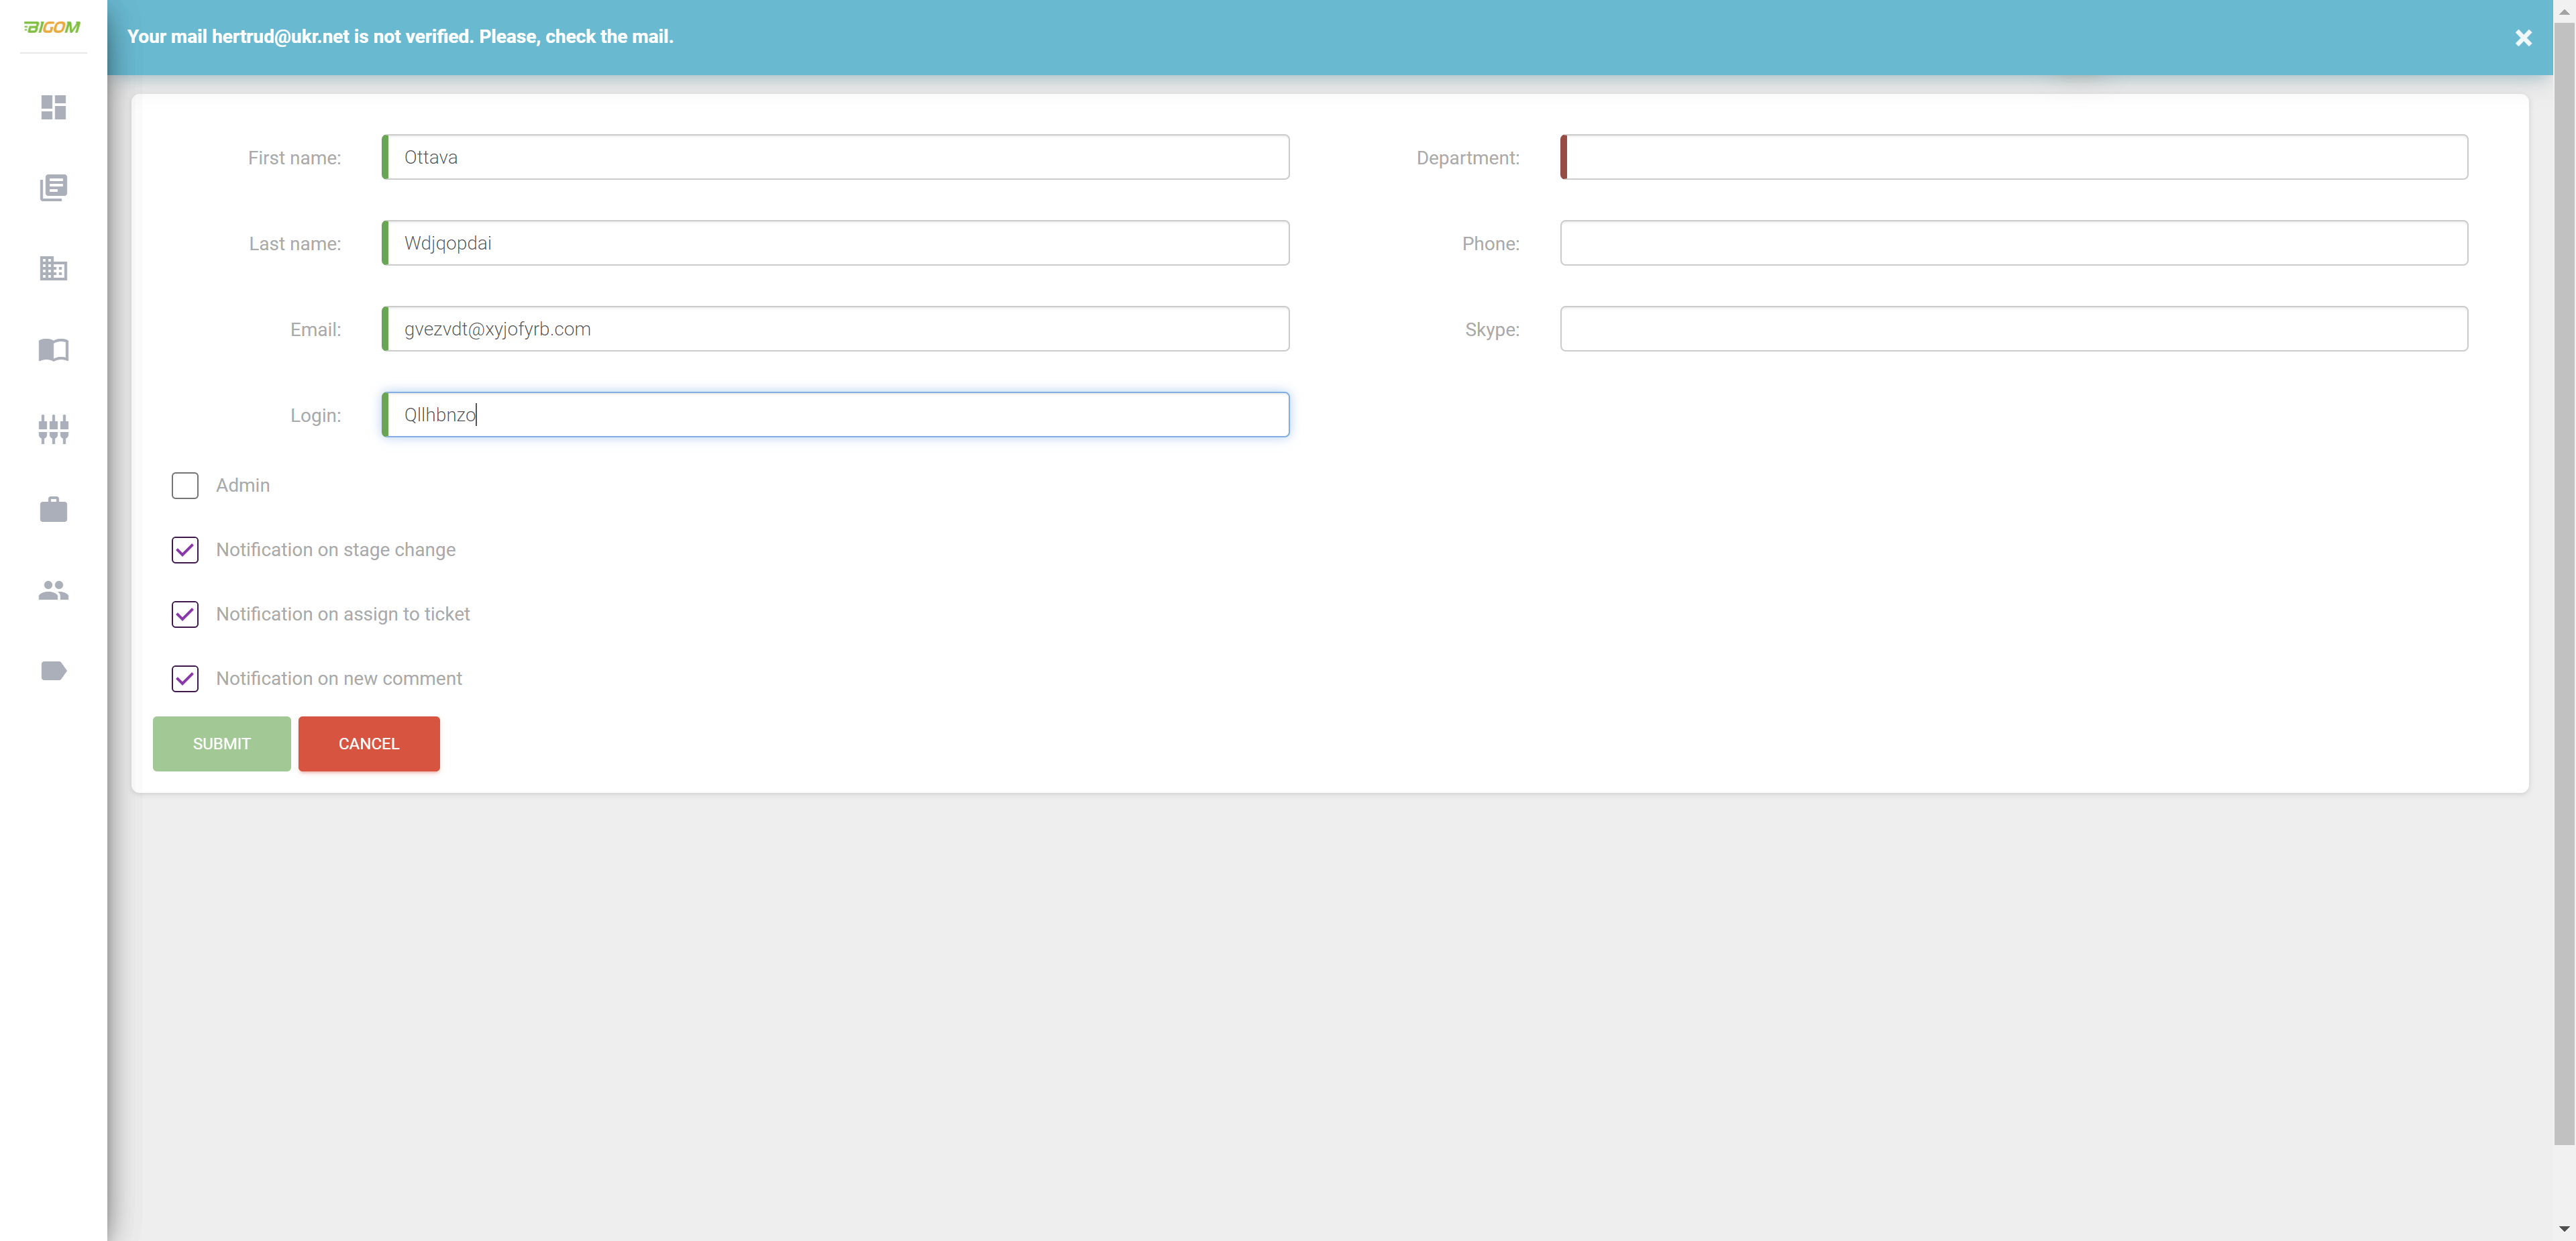 BIGOM
Your mail hertrud@ukr.net is not verified. Please, check the mail.
First name:
Ottava
Department:
Last name:
Wdjqopdai
Phone:
Email:
gvezvdt@xyjofyrb.com
Skype:
Login:
Qllhbnzo
Admin
Notification on stage change
Notification on assign to ticket
Notification on new comment
SUBMIT
CANCEL